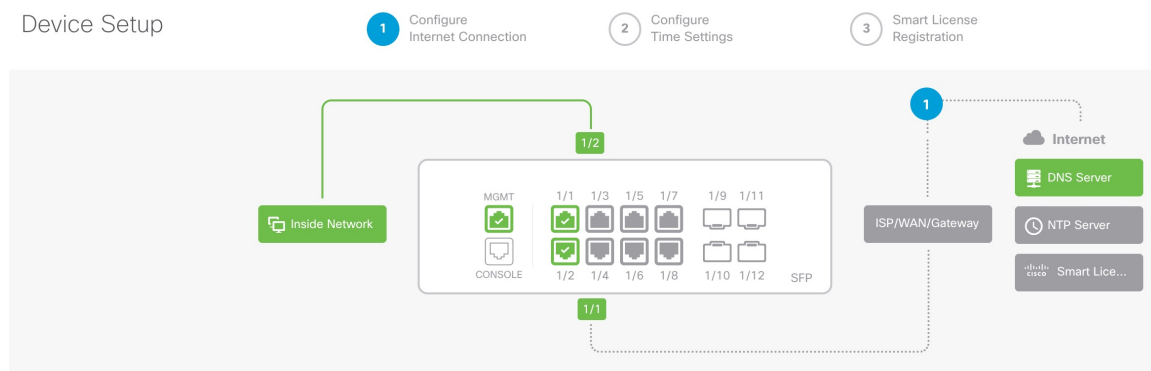 Device Setup
1
Configure
Internet Connection
2
Configure
Time Settings
3
Smart License
Registration
1
Internet
1/2
DNS Server
MGMT
1/1 1/3 1/5 1/7 1/9 1/11
Inside Network
ISP/WAN/Gateway
NTP Server
CONSOLE
1/2 1/4 1/6 1/8 1/10 1/12
SFP
CISCO
Smart Lice...
1/1